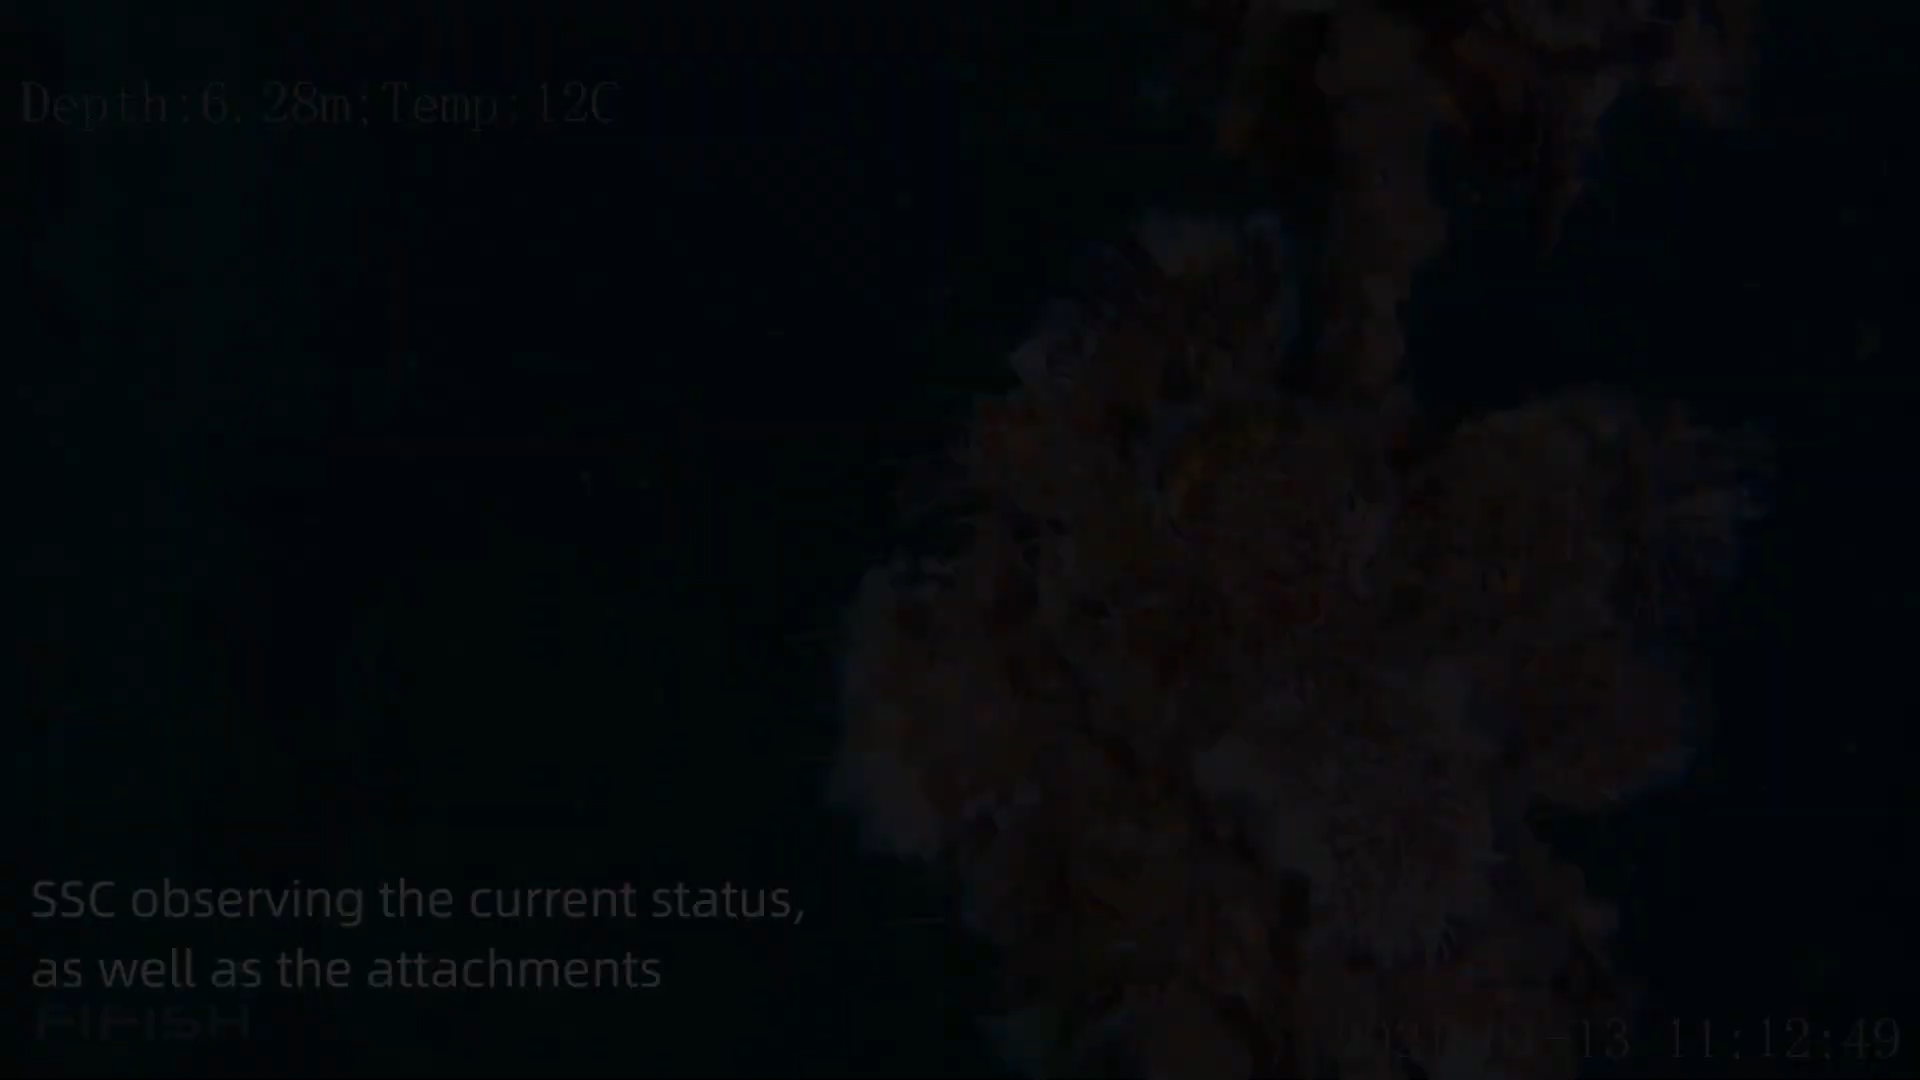 Depth:6.28m;Temp:12C
SSC observing the current status,
as well as the attachments
FIFISH
13 11:12:49